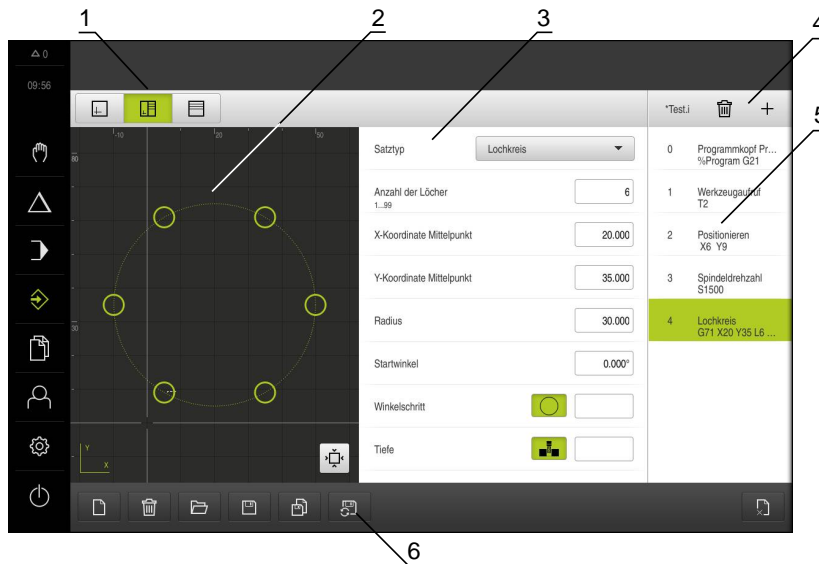 1
2
3
4
0
09:56
*Test.i
-10
20
50
60
30
Y
X
Satztyp
Lochkreis
Anzahl der Löcher
1...99
6
X-Koordinate Mittelpunkt
20.000
Y-Koordinate Mittelpunkt
35.000
Radius
30.000
Startwinkel
0.000°
Winkelschritt
Tiefe
5
0 Programmkopf Pr...
%Program G21
1 Werkzeugaufruf
T2
2 Positionieren
X6 Y9
3 Spindeldrehzahl
S1500
4 Lochkreis
G71 X20 Y35 L6 ...
6